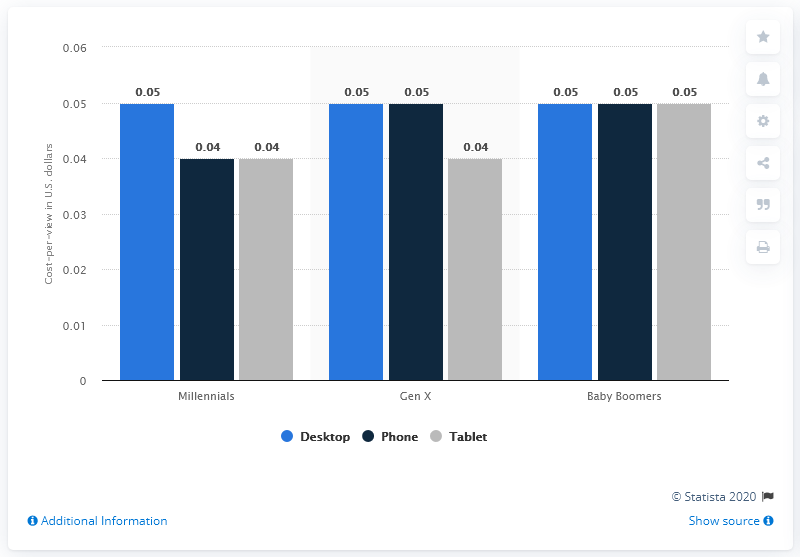 0.06
0.05
0.04
0.03
0.02
0.01
0
Cost-per-view in U.S. dollars
0.05 0.04 0.04 0.05 0.05 0.04 0.05 0.05 0.05
Millennials Gen X Baby Boomers
Desktop Phone Tablet
© Statista 2020
Additional Information Show source